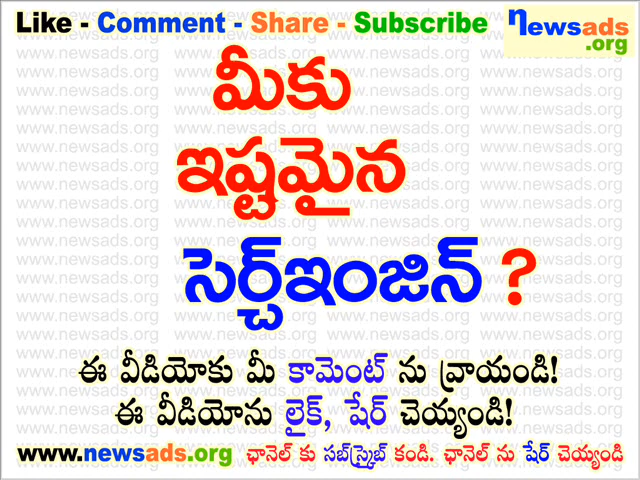 Like - Comment - Share - Subscribe
newsads
.org
మీకు
ఇష్టమైన
సెర్చ్ఇంజిన్ ?
ఈ వీడియోకు మీ కామెంట్ ను వ్రాయండి!
ఈ వీడియోను లైక్, షేర్ చెయ్యండి!
www.newsads.org ఛానెల్ కు సబ్‌స్క్రైబ్ కండి. ఛానెల్ ను షేర్ చెయ్యండి